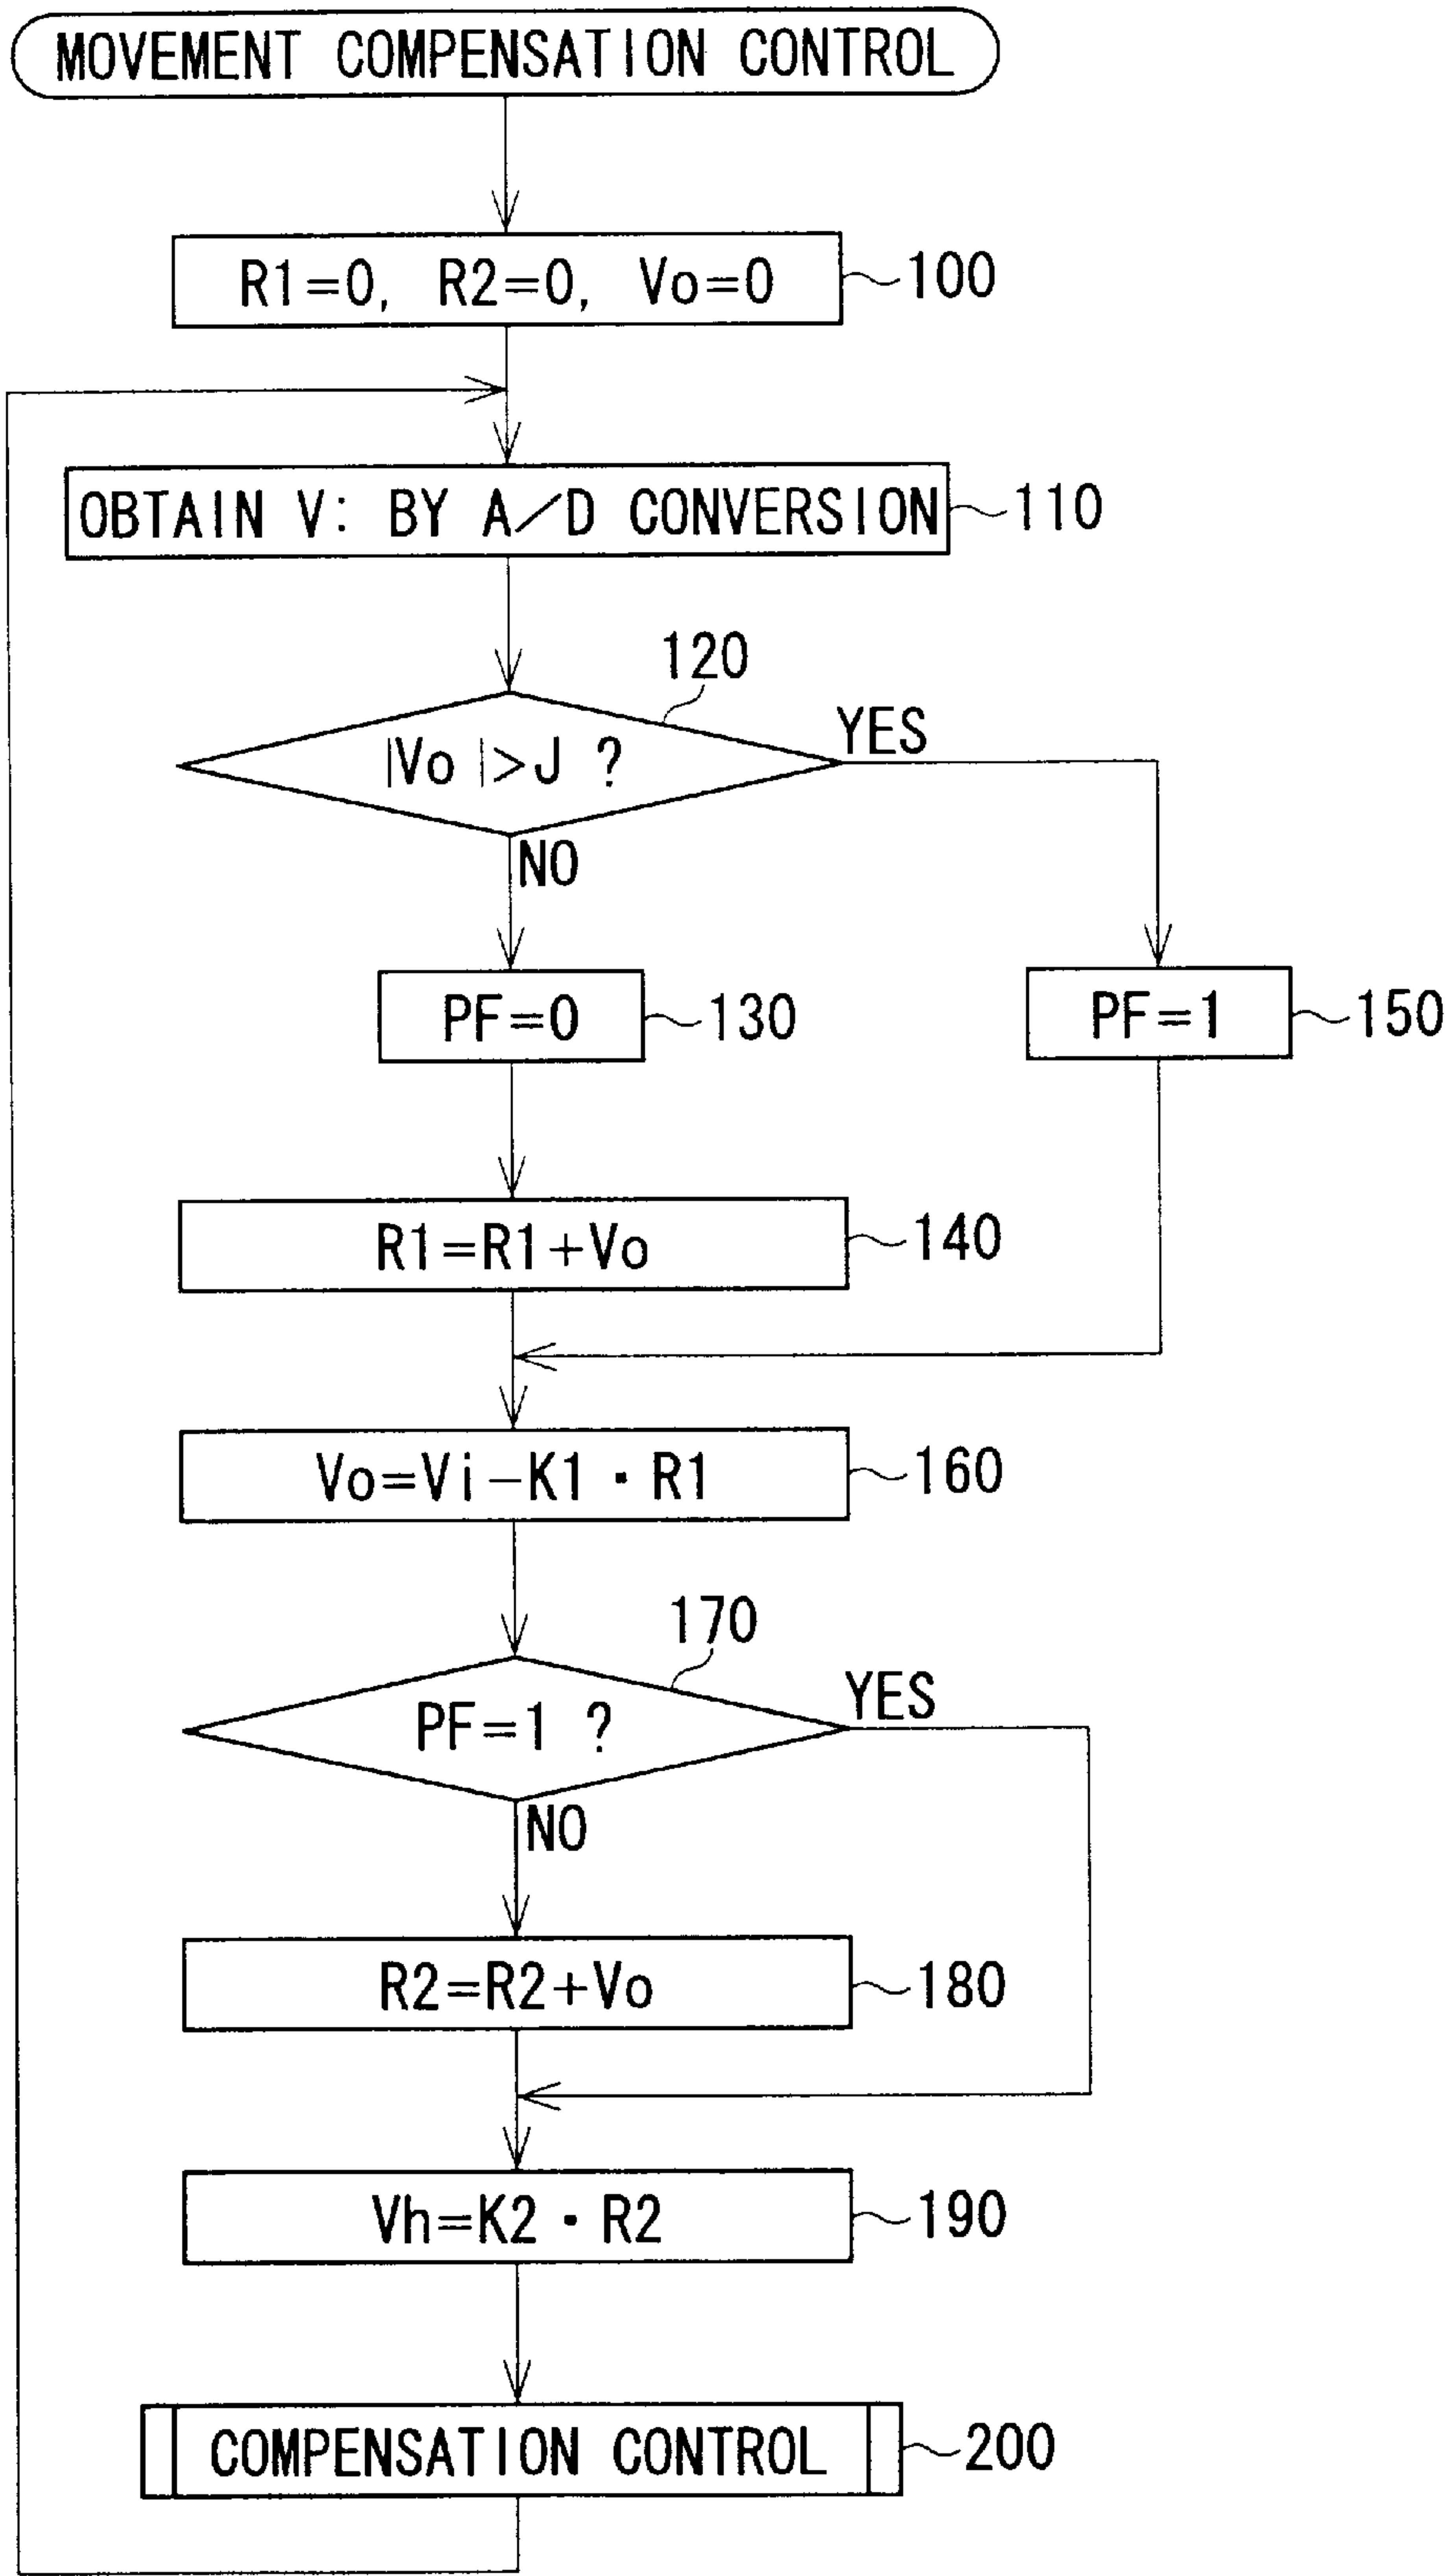 MOVEMENT COMPENSATION CONTROL
R1=0, R2=0, Vo=0
100
OBTAIN V: BY A/D CONVERSION
110
120
|Vo|>J ?
YES
NO
PF=0
130
PF=1
150
R1=R1+Vo
140
Vo=Vi-K1・R1
160
170
PF=1 ?
YES
NO
R2=R2+Vo
180
Vh=K2・R2
190
COMPENSATION CONTROL
200